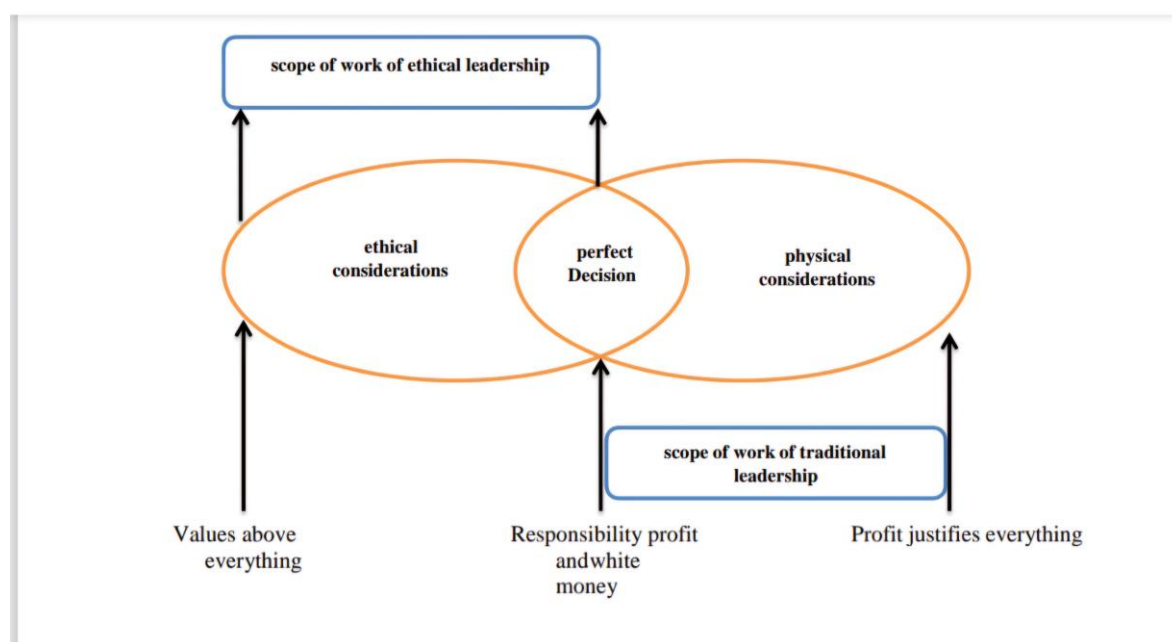 scope of work of ethical leadership
ethical
considerations
perfect
Decision
physical
considerations
scope of work of traditional
leadership
Values above
everything
Responsibility profit
andwhite
money
Profit justifies everything